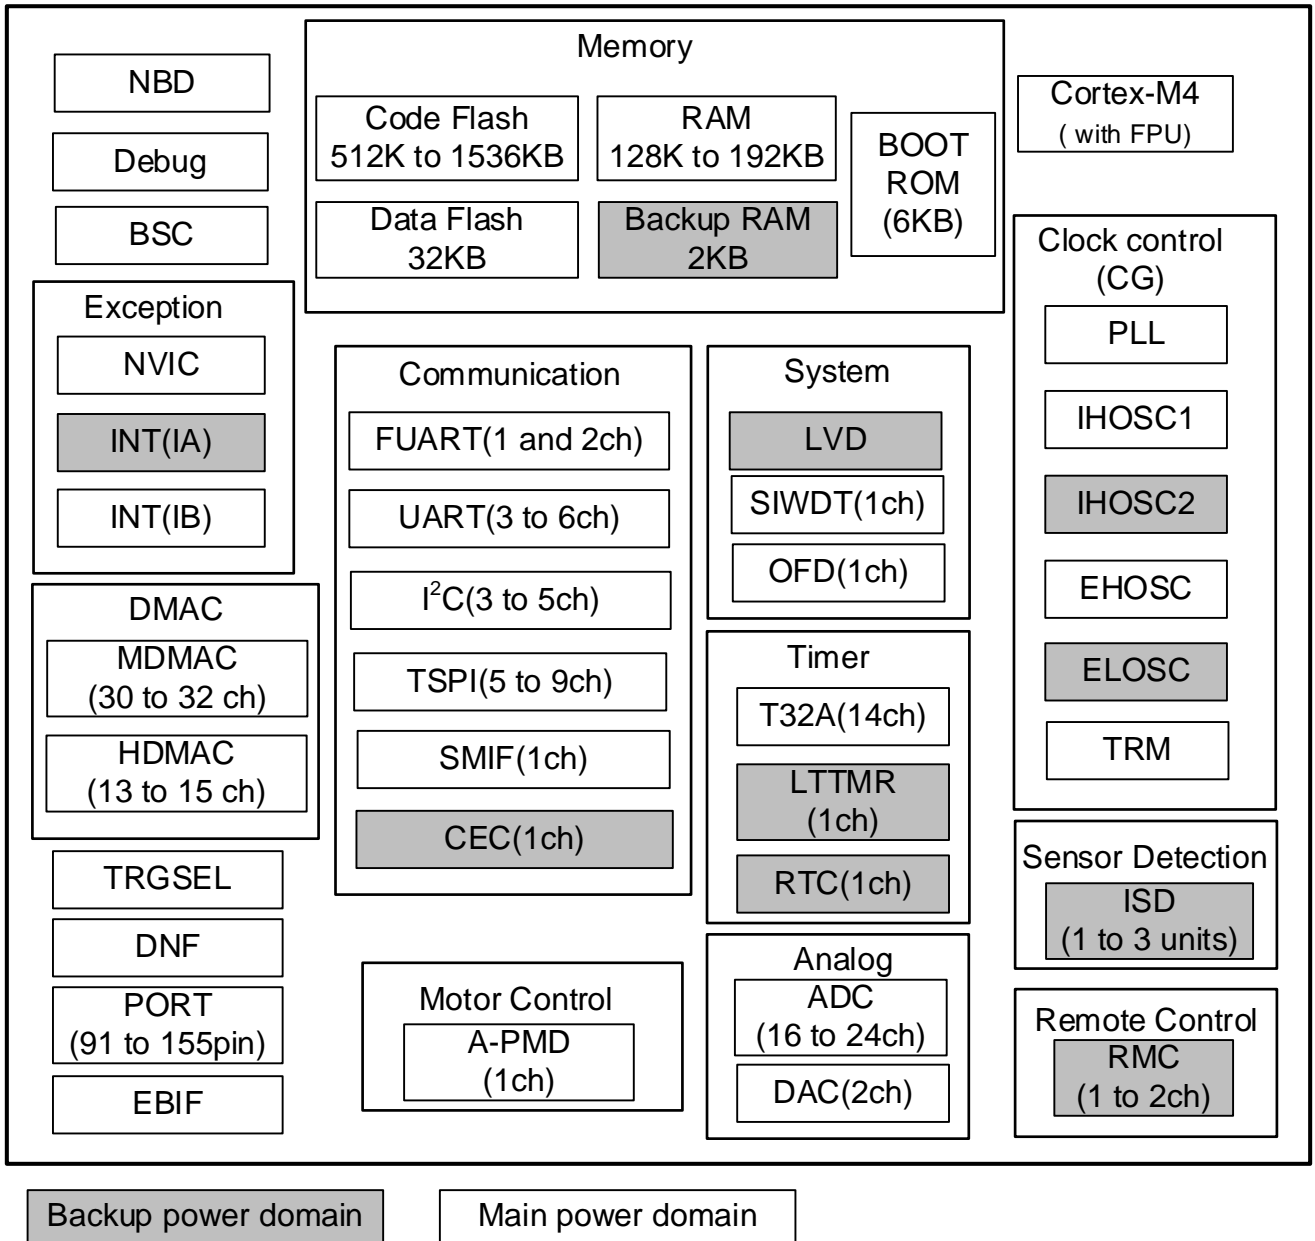 NBD
Debug
BSC
Memory
Code Flash
512K to 1536KB
RAM
128K to 192KB
BOOT
ROM
(6KB)
Data Flash
32KB
Backup RAM
2KB
Cortex-M4
( with FPU)
Exception
NVIC
INT(IA)
INT(IB)
DMAC
MDMAC
(30 to 32 ch)
HDMAC
(13 to 15 ch)
TRGSEL
DNF
PORT
(91 to 155pin)
EBIF
Communication
FUART(1 and 2ch)
UART(3 to 6ch)
I²C(3 to 5ch)
TSPI(5 to 9ch)
SMIF(1ch)
CEC(1ch)
Motor Control
A-PMD
(1ch)
System
LVD
SIWDT(1ch)
OFD(1ch)
Timer
T32A(14ch)
LTTMR
(1ch)
RTC(1ch)
Analog
ADC
(16 to 24ch)
DAC(2ch)
Clock control
(CG)
PLL
IHOSC1
IHOSC2
EHOSC
ELOSC
TRM
Sensor Detection
ISD
(1 to 3 units)
Remote Control
RMC
(1 to 2ch)
Backup power domain
Main power domain